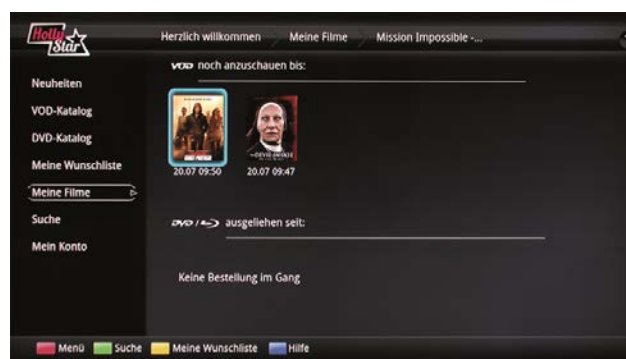 Holly Star
Herzlich willkommen
Meine Filme
Mission Impossible -...
VOD noch anzuschauen bis:
Neuheiten
VOD-Katalog
DVD-Katalog
Meine Wunschliste
Meine Filme
Suche
Mein Konto
20.07 09:50
20.07 09:47
DVD / ausgeliehen seit:
Keine Bestellung im Gang
Menü
Suche
Meine Wunschliste
Hilfe